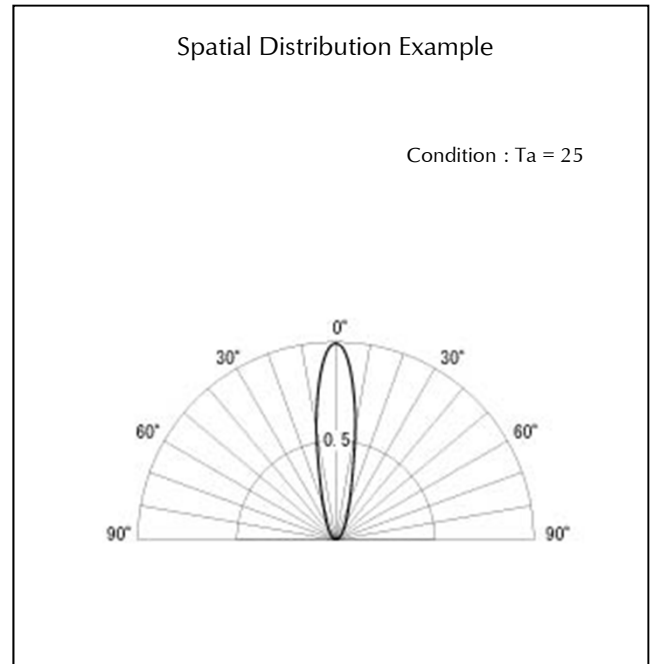 Spatial Distribution Example
Condition : Ta = 25
0°
30° 30°
60° 60°
0. 5
90° 90°